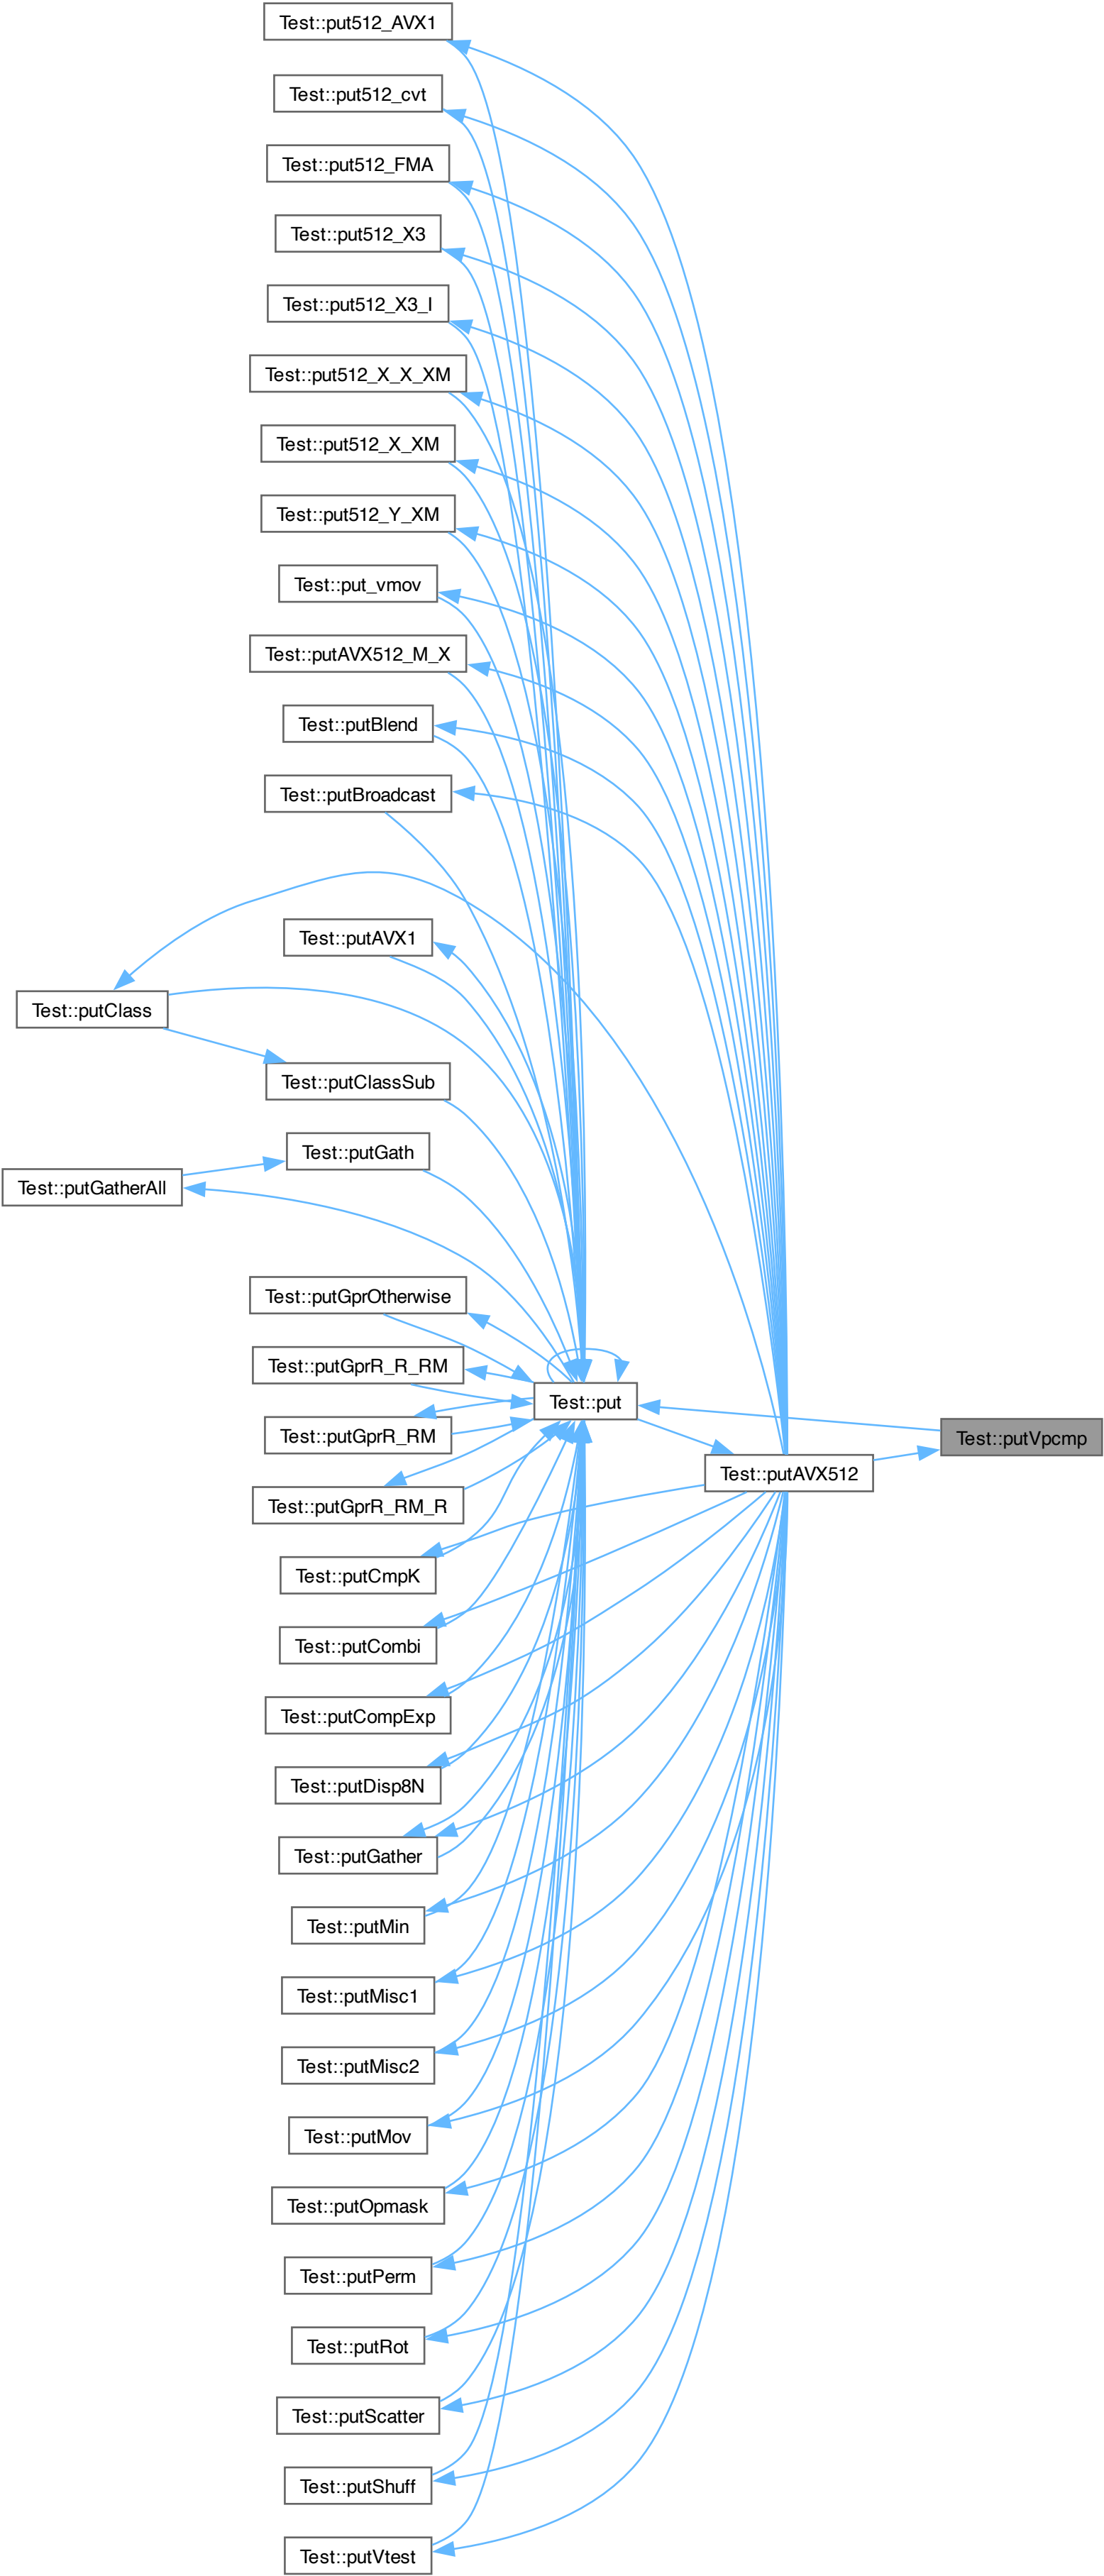 Test::put512_AVX1
Test::put512_cvt
Test::put512_FMA
Test::put512_X3
Test::put512_X3_I
Test::put512_X_X_XM
Test::put512_X_XM
Test::put512_Y_XM
Test::put_vmov
Test::putAVX512_M_X
Test::putBlend
Test::putBroadcast
Test::putAVX1
Test::putClass
Test::putClassSub
Test::putGath
Test::putGatherAll
Test::putGprOtherwise
Test::putGprR_R_RM
Test::put
Test::putGprR_RM
Test::putVpcmp
Test::putAVX512
Test::putGprR_RM_R
Test::putCmpK
Test::putCombi
Test::putCompExp
Test::putDisp8N
Test::putGather
Test::putMin
Test::putMisc1
Test::putMisc2
Test::putMov
Test::putOpmask
Test::putPerm
Test::putRot
Test::putScatter
Test::putShuff
Test::putVtest